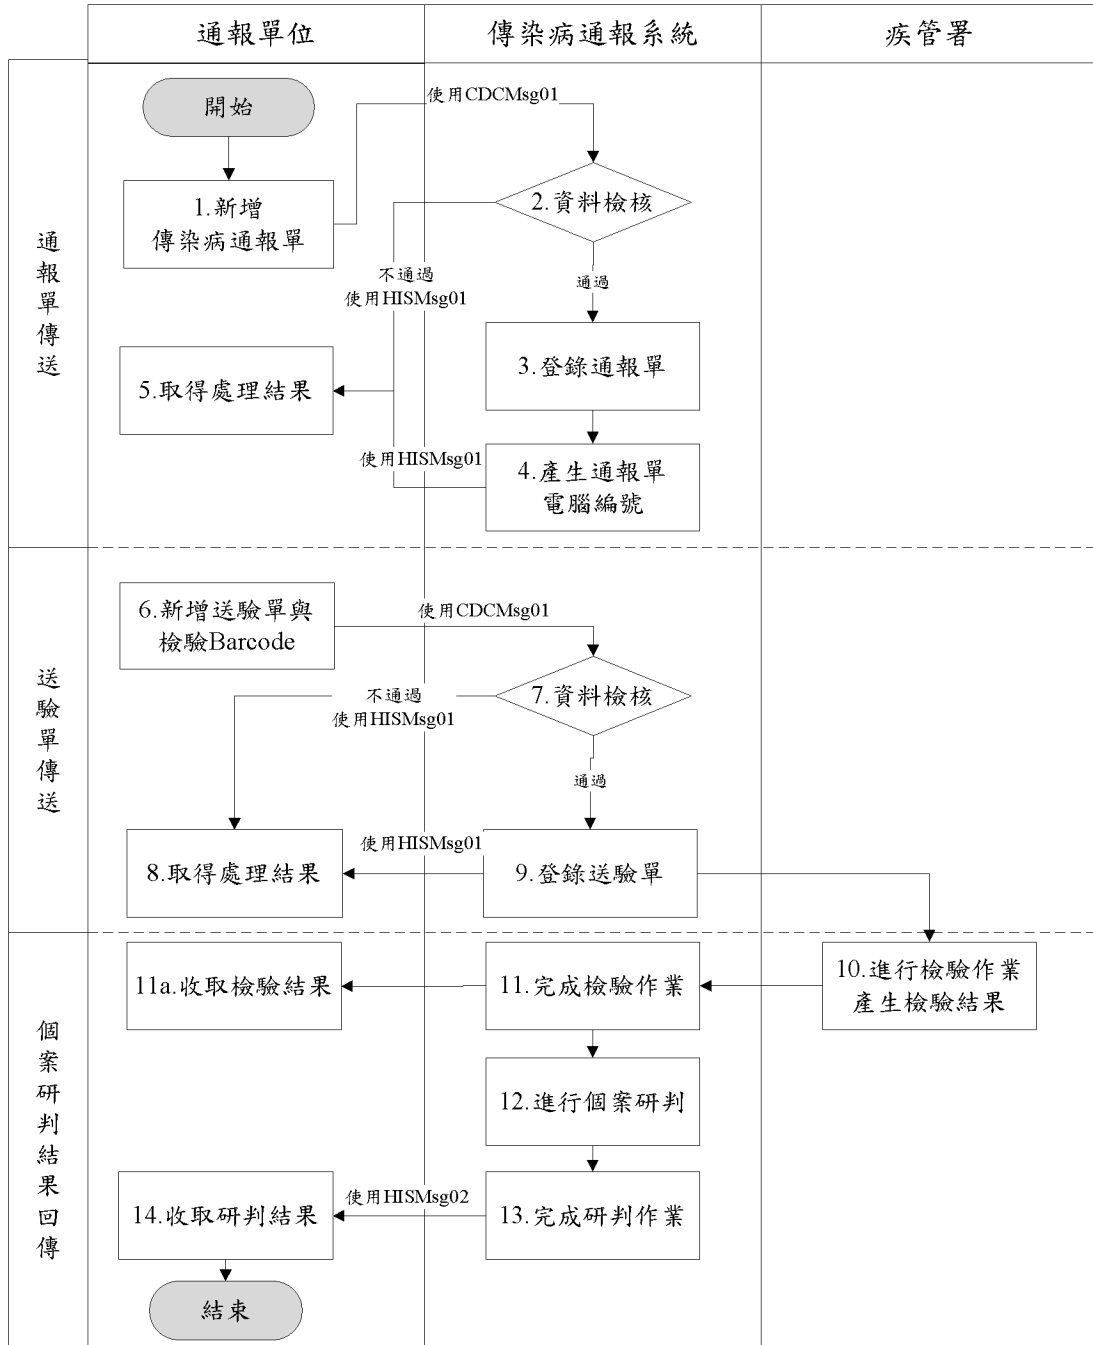 通報單位
傳染病通報系統
疾管署
通報單傳送
開始
使用CDCMsg01
1.新增
傳染病通報單
2.資料檢核
不通過
使用HISMsg01
通過
3.登錄通報單
5.取得處理結果
使用HISMsg01
4.產生通報單
電腦編號
送驗單傳送
6.新增送驗單與
檢驗Barcode
使用CDCMsg01
7.資料檢核
不通過
使用HISMsg01
通過
8.取得處理結果
使用HISMsg01
9.登錄送驗單
個案研判結果回傳
11a.收取檢驗結果
11.完成檢驗作業
10.進行檢驗作業
產生檢驗結果
12.進行個案研判
14.收取研判結果
使用HISMsg02
13.完成研判作業
結束